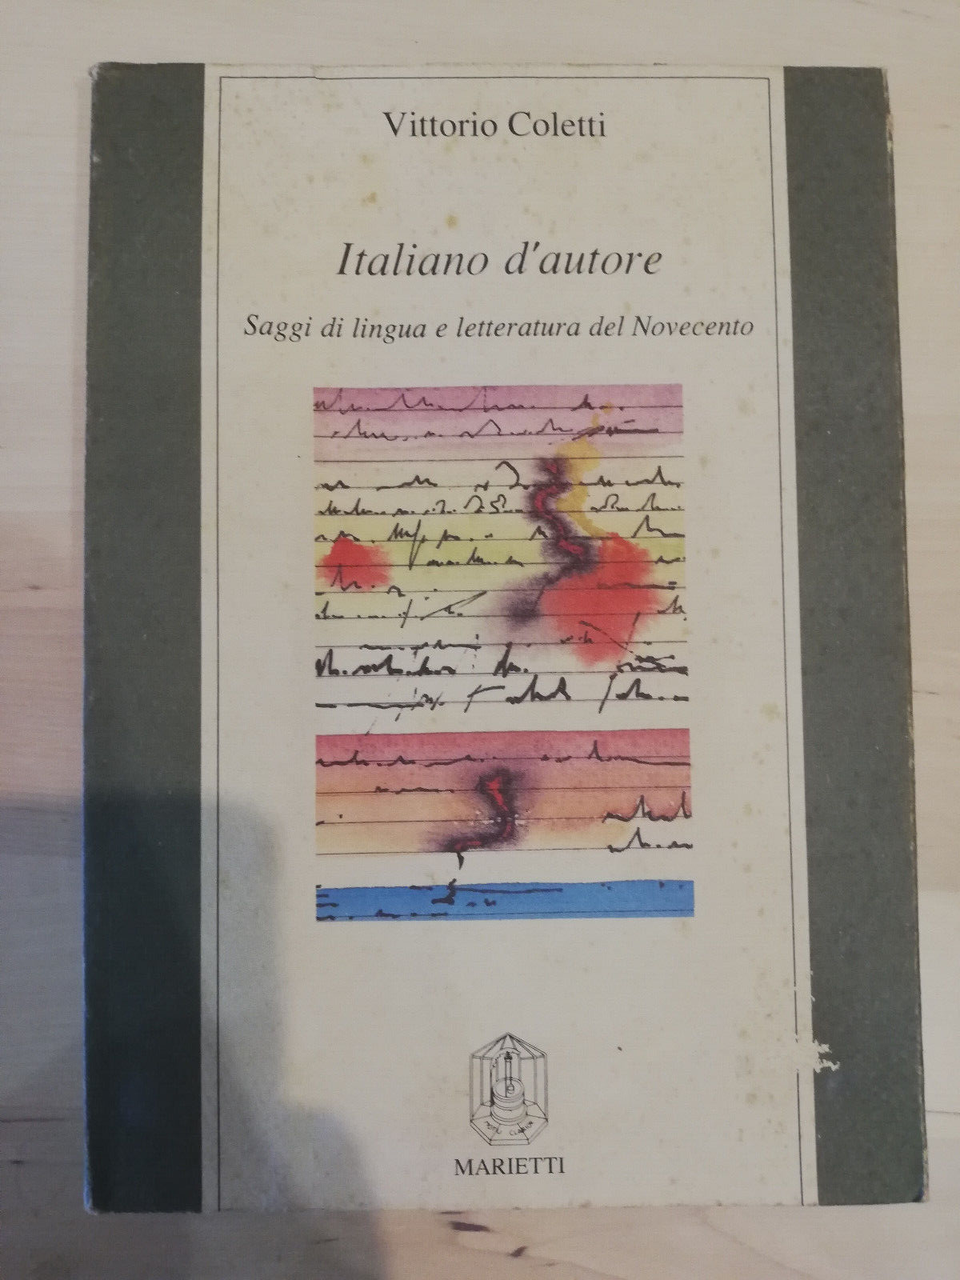 Vittorio Coletti
Italiano d'autore
Saggi di lingua e letteratura del Novecento
MARIETTI